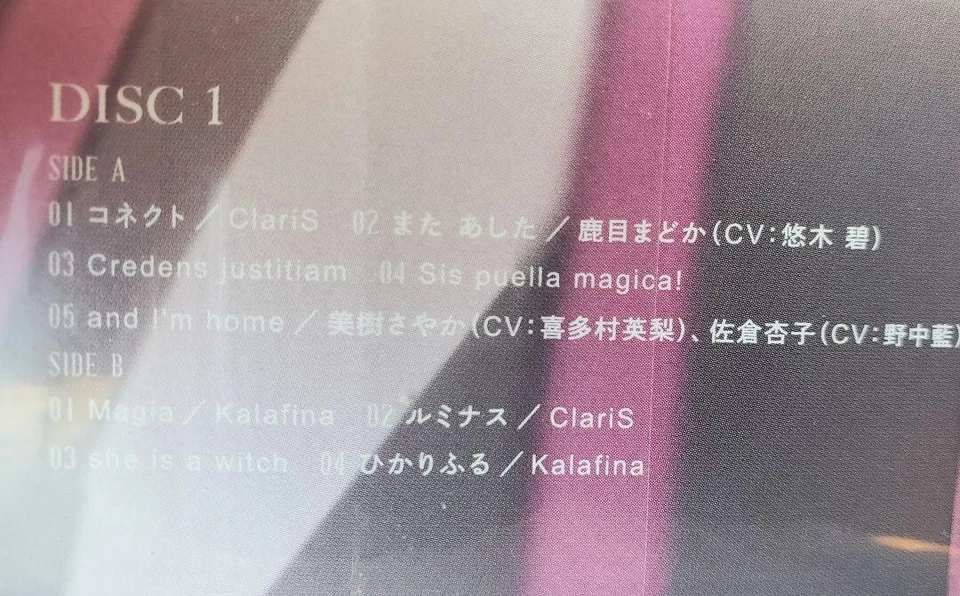 DISC 1
SIDE A
01 コネクト／ClariS 02 また あした／鹿目まどか(CV:悠木 碧)
03 Credens justitiam 04 Sis puella magica!
05 and I'm home／美樹さやか(CV:喜多村英梨)、佐倉杏子(CV:野中藍)
SIDE B
01 Magia／Kalafina 02 ルミナス／ClariS
03 she is a witch 04 ひかりふる／Kalafina